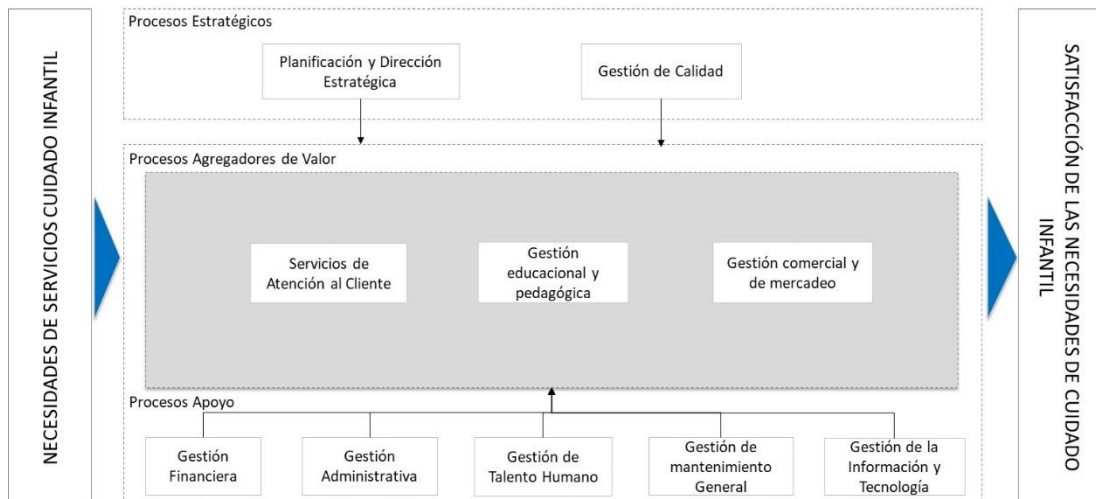 NECESIDADES DE SERVICIOS CUIDADO INFANTIL
Procesos Estratégicos
Planificación y Dirección
Estratégica
Gestión de Calidad
Procesos Agregadores de Valor
Servicios de
Atención al Cliente
Gestión
educacional y
pedagógica
Gestión comercial y
de mercadeo
Procesos Apoyo
Gestión
Financiera
Gestión
Administrativa
Gestión de
Talento Humano
Gestión de
mantenimiento
General
Gestión de la
Información y
Tecnología
SATISFACCIÓN DE LAS NECESIDADES DE CUIDADO
INFANTIL